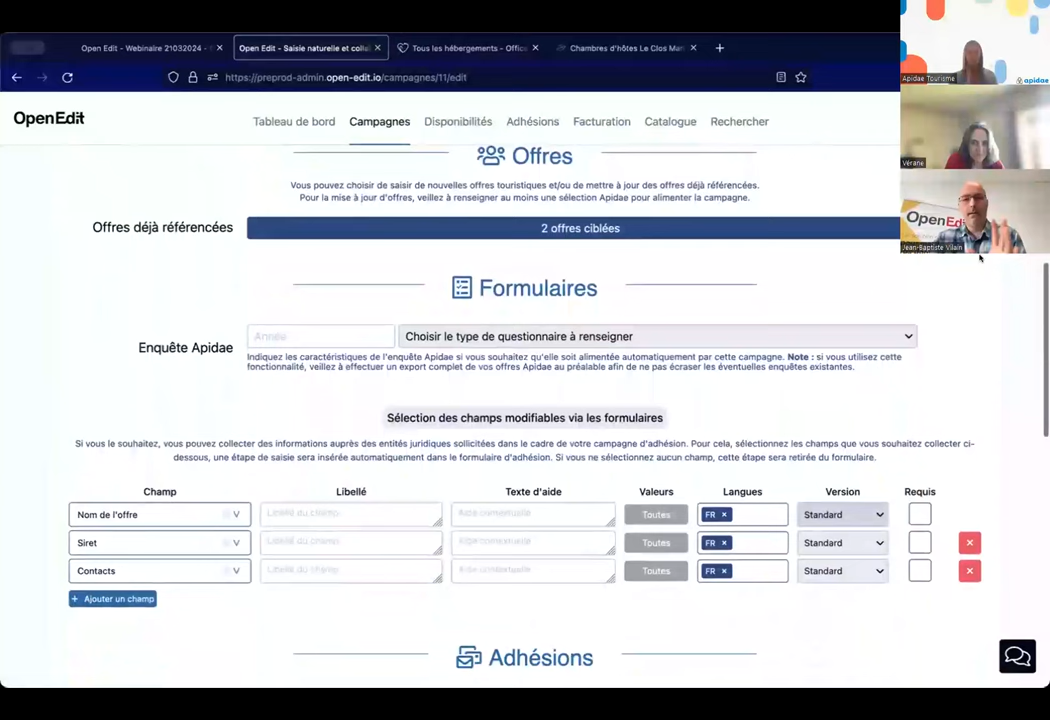 Open Edit - Webinaire 21032024 -
Open Edit - Saisie naturelle et colla
Tous les hébergements - Office
Chambres d'hôtes Le Clos Mar
https://preprod-admin.open-edit.io/campagnes/11/edit
OpenEdit
Tableau de bord
Campagnes
Disponibilités
Adhésions
Facturation
Catalogue
Rechercher
Apidae Tourisme
apidae
Vérane
OpenEdi
Jean-Baptiste Vilain
Offres
Vous pouvez choisir de saisir de nouvelles offres touristiques et/ou de mettre à jour des offres déjà référencées.
Pour la mise à jour d'offres, veillez à renseigner au moins une sélection Apidae pour alimenter la campagne.
Offres déjà référencées
2 offres ciblées
Formulaires
Enquête Apidae
Année
Choisir le type de questionnaire à renseigner
Indiquez les caractéristiques de l'enquête Apidae si vous souhaitez qu'elle soit alimentée automatiquement par cette campagne. Note : si vous utilisez cette
fonctionnalité, veillez à effectuer un export complet de vos offres Apidae au préalable afin de ne pas écraser les éventuelles enquêtes existantes.
Sélection des champs modifiables via les formulaires
Si vous le souhaitez, vous pouvez collecter des informations auprès des entités juridiques sollicitées dans le cadre de votre campagne d'adhésion. Pour cela, sélectionnez les champs que vous souhaitez collecter ci-
dessous, une étape de saisie sera insérée automatiquement dans le formulaire d'adhésion. Si vous ne sélectionnez aucun champ, cette étape sera retirée du formulaire.
Champ Libellé Texte d'aide Valeurs Langues Version Requis
Nom de l'offre Libellé du champ Aide contextuelle Toutes FR × Standard
Siret Libellé du champ Aide contextuelle Toutes FR × Standard ×
Contacts Libellé du champ Aide contextuelle Toutes FR × Standard ×
+ Ajouter un champ
Adhésions